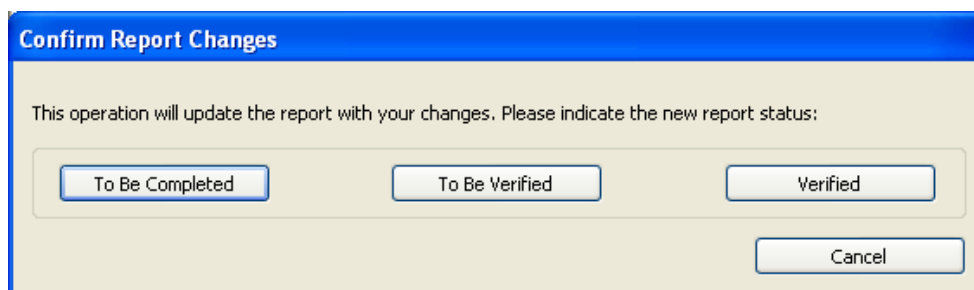 Confirm Report Changes
This operation will update the report with your changes. Please indicate the new report status:
To Be Completed To Be Verified Verified
Cancel